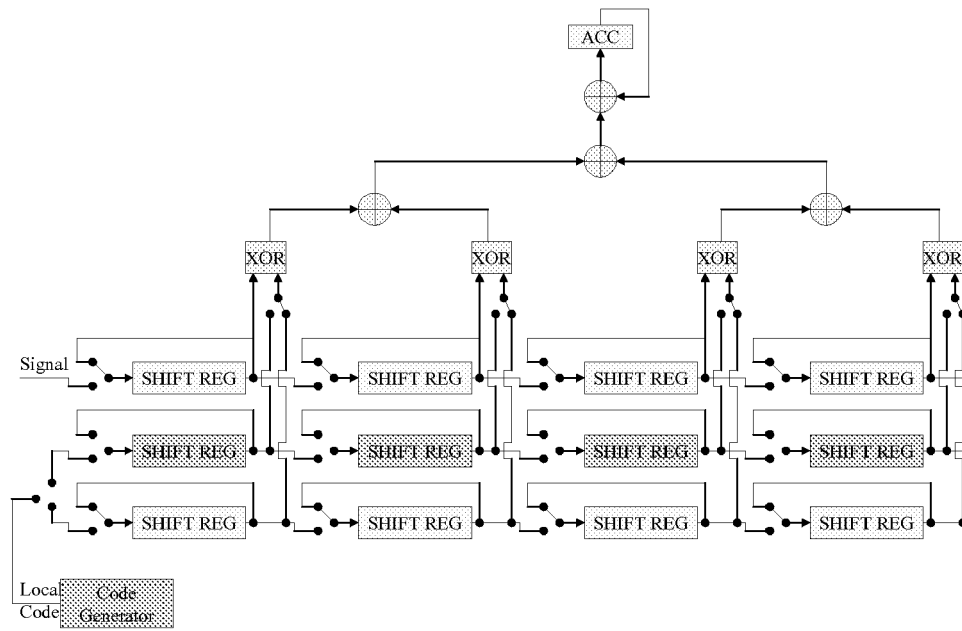 ACC
XOR XOR XOR XOR
Signal
SHIFT REG SHIFT REG SHIFT REG SHIFT REG
SHIFT REG SHIFT REG SHIFT REG SHIFT REG
SHIFT REG SHIFT REG SHIFT REG SHIFT REG
Local
Code
Code
Generator